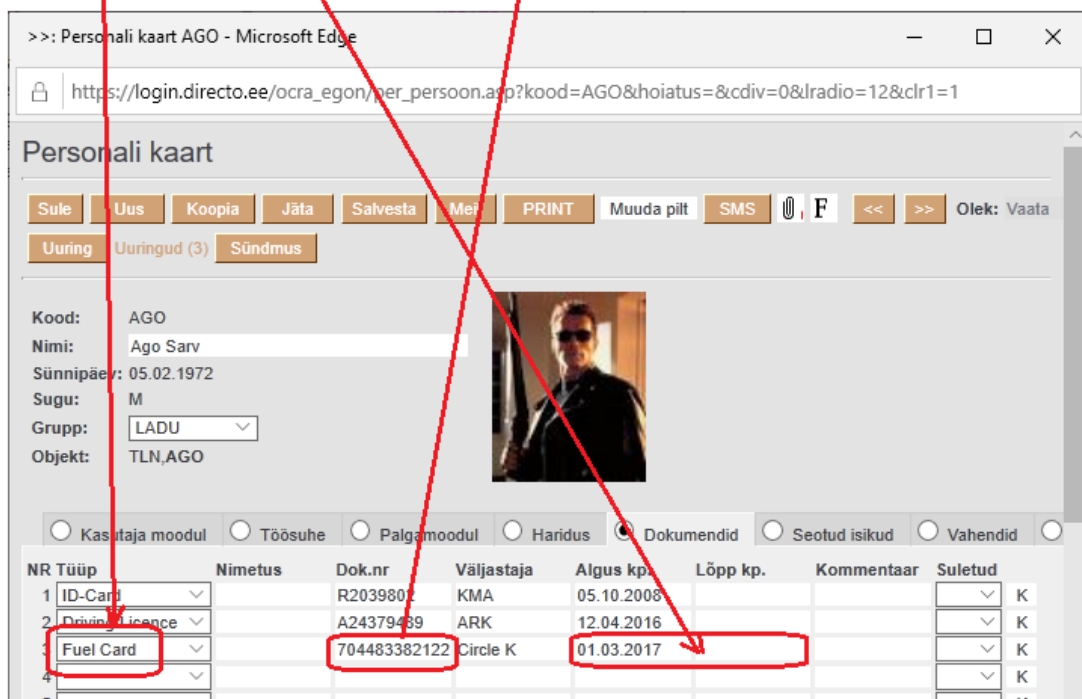 >>: Personali kaart AGO - Microsoft Edge
https://login.directo.ee/ocra_egon/per_persoon.asp?kood=AGO&hoiatus=&cdiv=0&lradio=12&clr1=1
Personali kaart
Sule Uus Koopia Jäta Salvesta Meil PRINT Muuda pilt SMS F << >> Olek: Vaata
Uuring Uuringud (3) Sündmus
Kood: AGO
Nimi: Ago Sarv
Sünnipäev: 05.02.1972
Sugu: M
Grupp: LADU
Objekt: TLN,AGO
Kasutaja moodul Töösuhe Palgamoodul Haridus Dokumendid Seotud isikud Vahendid
NR Tüüp Nimetus Dok.nr Väljastaja Algus kp. Lõpp kp. Kommentaar Suletud
1 ID-Card R2039802 KMA 05.10.2008 K
2 Driving Licence A24379439 ARK 12.04.2016 K
3 Fuel Card 704483382122 Circle K 01.03.2017 K
4 K